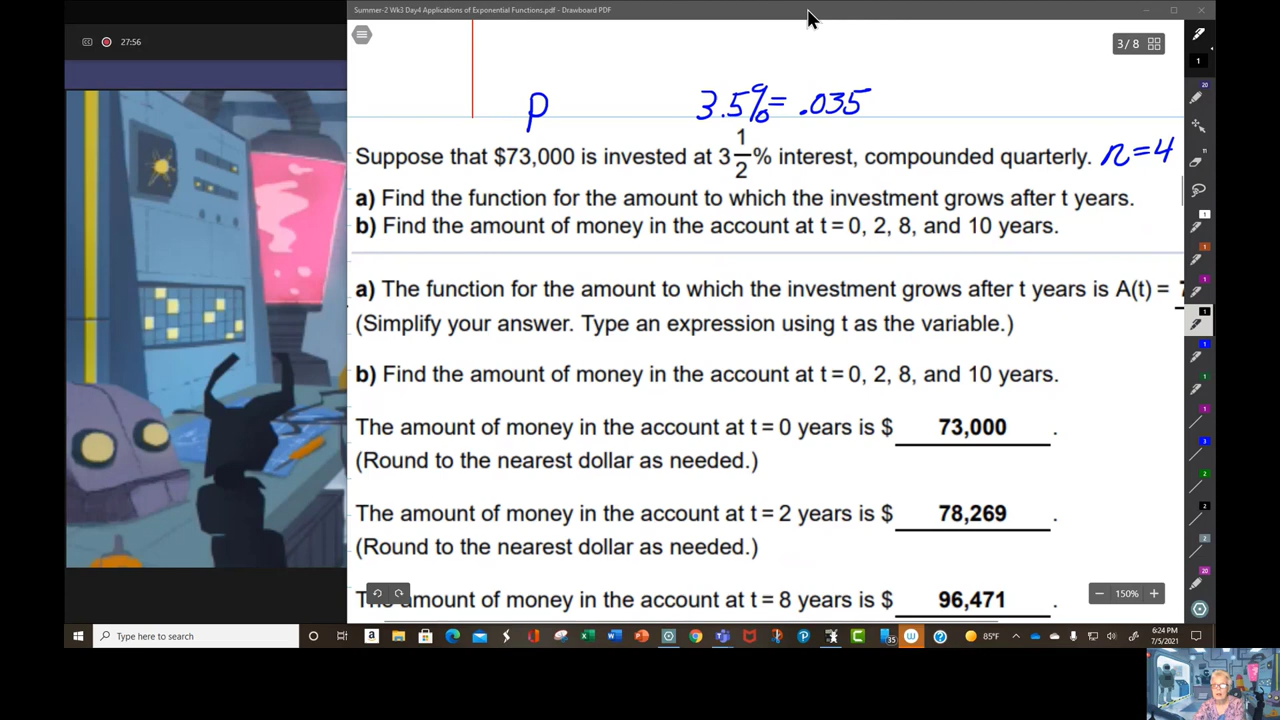 Summer-2 Wk3 Day4 Applications of Exponential Functions.pdf - Drawboard PDF
27:56
3 / 8
P 3.5% = .035
Suppose that $73,000 is invested at 3 1/2 % interest, compounded quarterly. n=4
a) Find the function for the amount to which the investment grows after t years.
b) Find the amount of money in the account at t = 0, 2, 8, and 10 years.
a) The function for the amount to which the investment grows after t years is A(t) =
(Simplify your answer. Type an expression using t as the variable.)
b) Find the amount of money in the account at t = 0, 2, 8, and 10 years.
The amount of money in the account at t = 0 years is $ 73,000 .
(Round to the nearest dollar as needed.)
The amount of money in the account at t = 2 years is $ 78,269 .
(Round to the nearest dollar as needed.)
amount of money in the account at t = 8 years is $ 96,471 .
150%
Type here to search
85°F
6:24 PM
7/5/2021